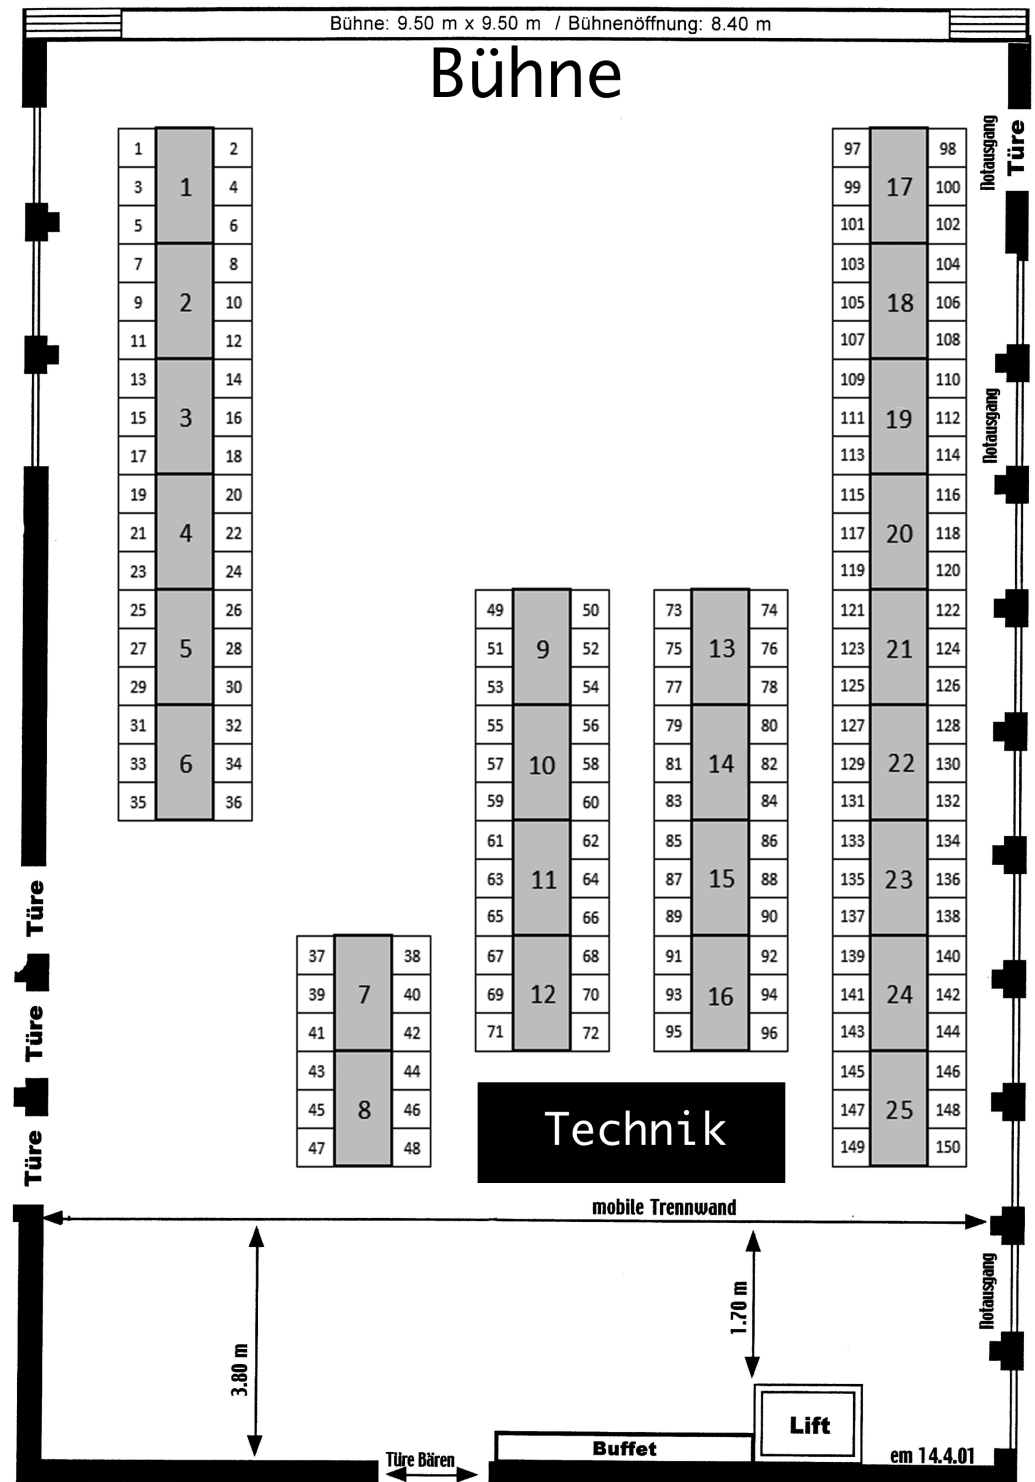 Bühne: 9.50 m x 9.50 m / Bühnenöffnung: 8.40 m
Bühne
1 1 2
3 4
5 6
7 2 8
9 10
11 12
13 3 14
15 16
17 18
19 4 20
21 22
23 24
25 5 26
27 28
29 30
31 6 32
33 34
35 36
37 7 38
39 40
41 42
43 8 44
45 46
47 48
49 9 50
51 52
53 54
55 10 56
57 58
59 60
61 11 62
63 64
65 66
67 12 68
69 70
71 72
73 13 74
75 76
77 78
79 14 80
81 82
83 84
85 15 86
87 88
89 90
91 16 92
93 94
95 96
97 17 98
99 100
101 102
103 18 104
105 106
107 108
109 19 110
111 112
113 114
115 20 116
117 118
119 120
121 21 122
123 124
125 126
127 22 128
129 130
131 132
133 23 134
135 136
137 138
139 24 140
141 142
143 144
145 25 146
147 148
149 150
Notausgang
Türe
Notausgang
Türe
Türe
Türe
Technik
mobile Trennwand
3.80 m
1.70 m
Notausgang
Lift
Buffet
Türe Bären
em 14.4.01